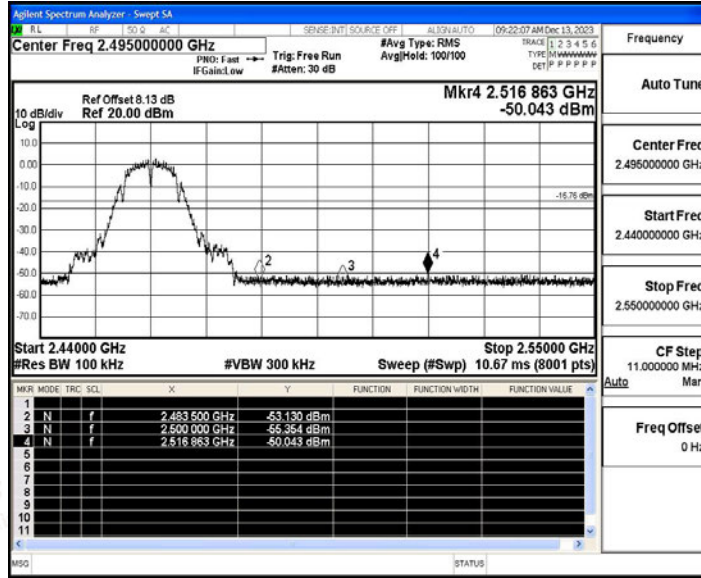 Agilent Spectrum Analyzer - Swept SA
RL RF 50 Ω AC SENSE:INT SOURCE OFF ALIGNAUTO 09:22:07 AM Dec 13, 2023
Center Freq 2.495000000 GHz
PNO: Fast
IFGain:Low
Trig: Free Run
#Atten: 30 dB
#Avg Type: RMS
Avg|Hold: 100/100
TRACE 1 2 3 4 5 6
TYPE M W W W W W
DET P P P P P P
Ref Offset 8.13 dB
Ref 20.00 dBm
10 dB/div
Log
Mkr4 2.516 863 GHz
-50.043 dBm
10.0
0.00
-10.0
-20.0
-30.0
-40.0
-50.0
-60.0
-70.0
-15.76 dBm
2
3
4
Start 2.44000 GHz
Stop 2.55000 GHz
#Res BW 100 kHz
#VBW 300 kHz
Sweep (#Swp) 10.67 ms (8001 pts)
MKR MODE TRC SCL X Y FUNCTION FUNCTION WIDTH FUNCTION VALUE
1
2 N f 2.483 500 GHz -53.130 dBm
3 N f 2.500 000 GHz -55.354 dBm
4 N f 2.516 863 GHz -50.043 dBm
5
6
7
8
9
10
11
MSG
STATUS
Frequency
Auto Tune
Center Freq
2.495000000 GHz
Start Freq
2.440000000 GHz
Stop Freq
2.550000000 GHz
CF Step
11.000000 MHz
Auto Man
Freq Offset
0 Hz